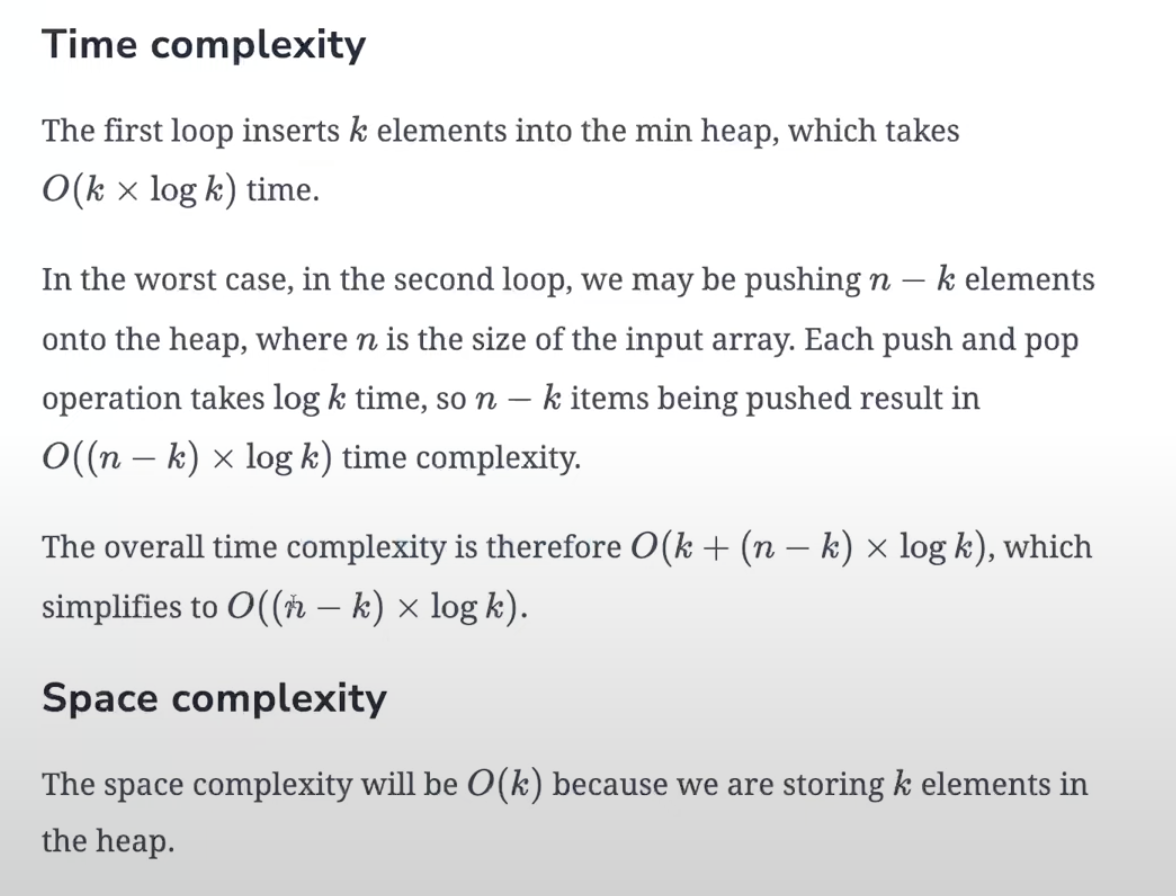 Time complexity
The first loop inserts k elements into the min heap, which takes
O(k × log k) time.
In the worst case, in the second loop, we may be pushing n − k elements
onto the heap, where n is the size of the input array. Each push and pop
operation takes log k time, so n − k items being pushed result in
O((n − k) × log k) time complexity.
The overall time complexity is therefore O(k + (n − k) × log k), which
simplifies to O((n − k) × log k).
Space complexity
The space complexity will be O(k) because we are storing k elements in
the heap.